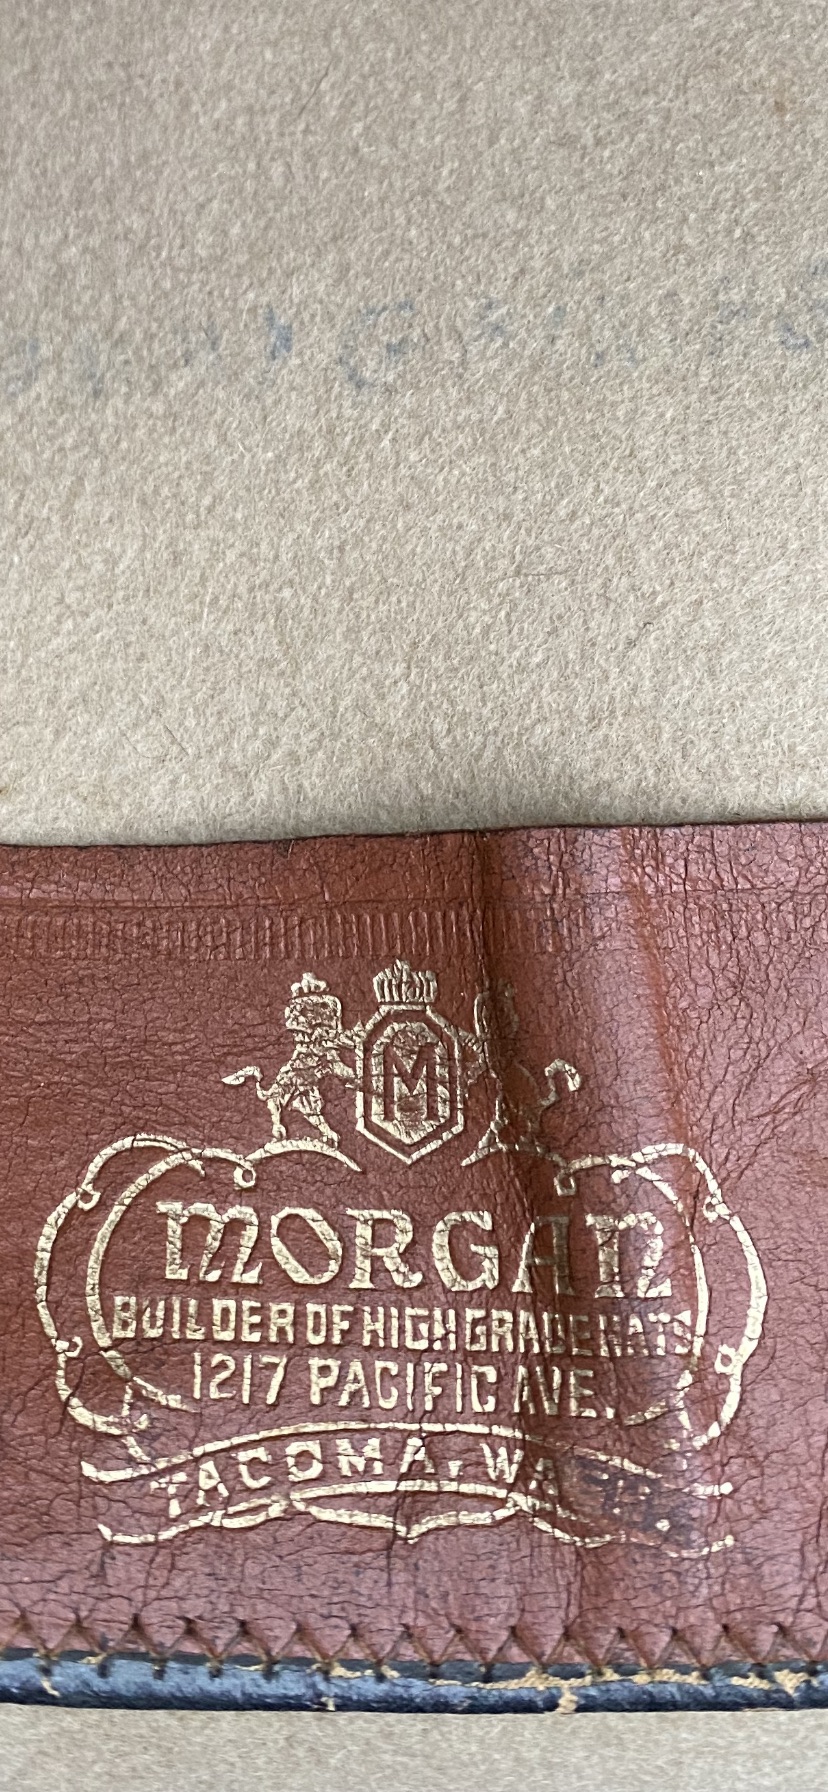 M
MORGAN
BUILDER OF HIGH GRADE HATS
1217 PACIFIC AVE.
TACOMA, WA